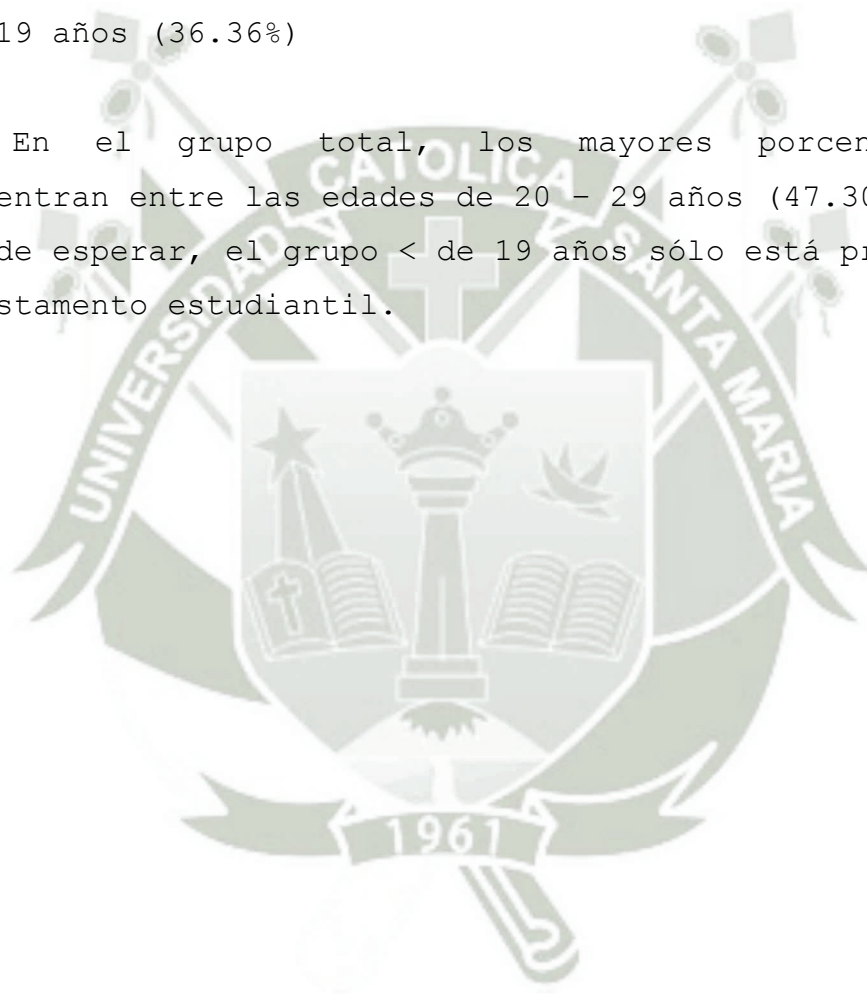 19 años (36.36%)
En el grupo total, los mayores porcen
entran entre las edades de 20 – 29 años (47.30
de esperar, el grupo < de 19 años sólo está pr
stamento estudiantil.
UNIVERSIDAD CATOLICA SANTA MARIA
1961